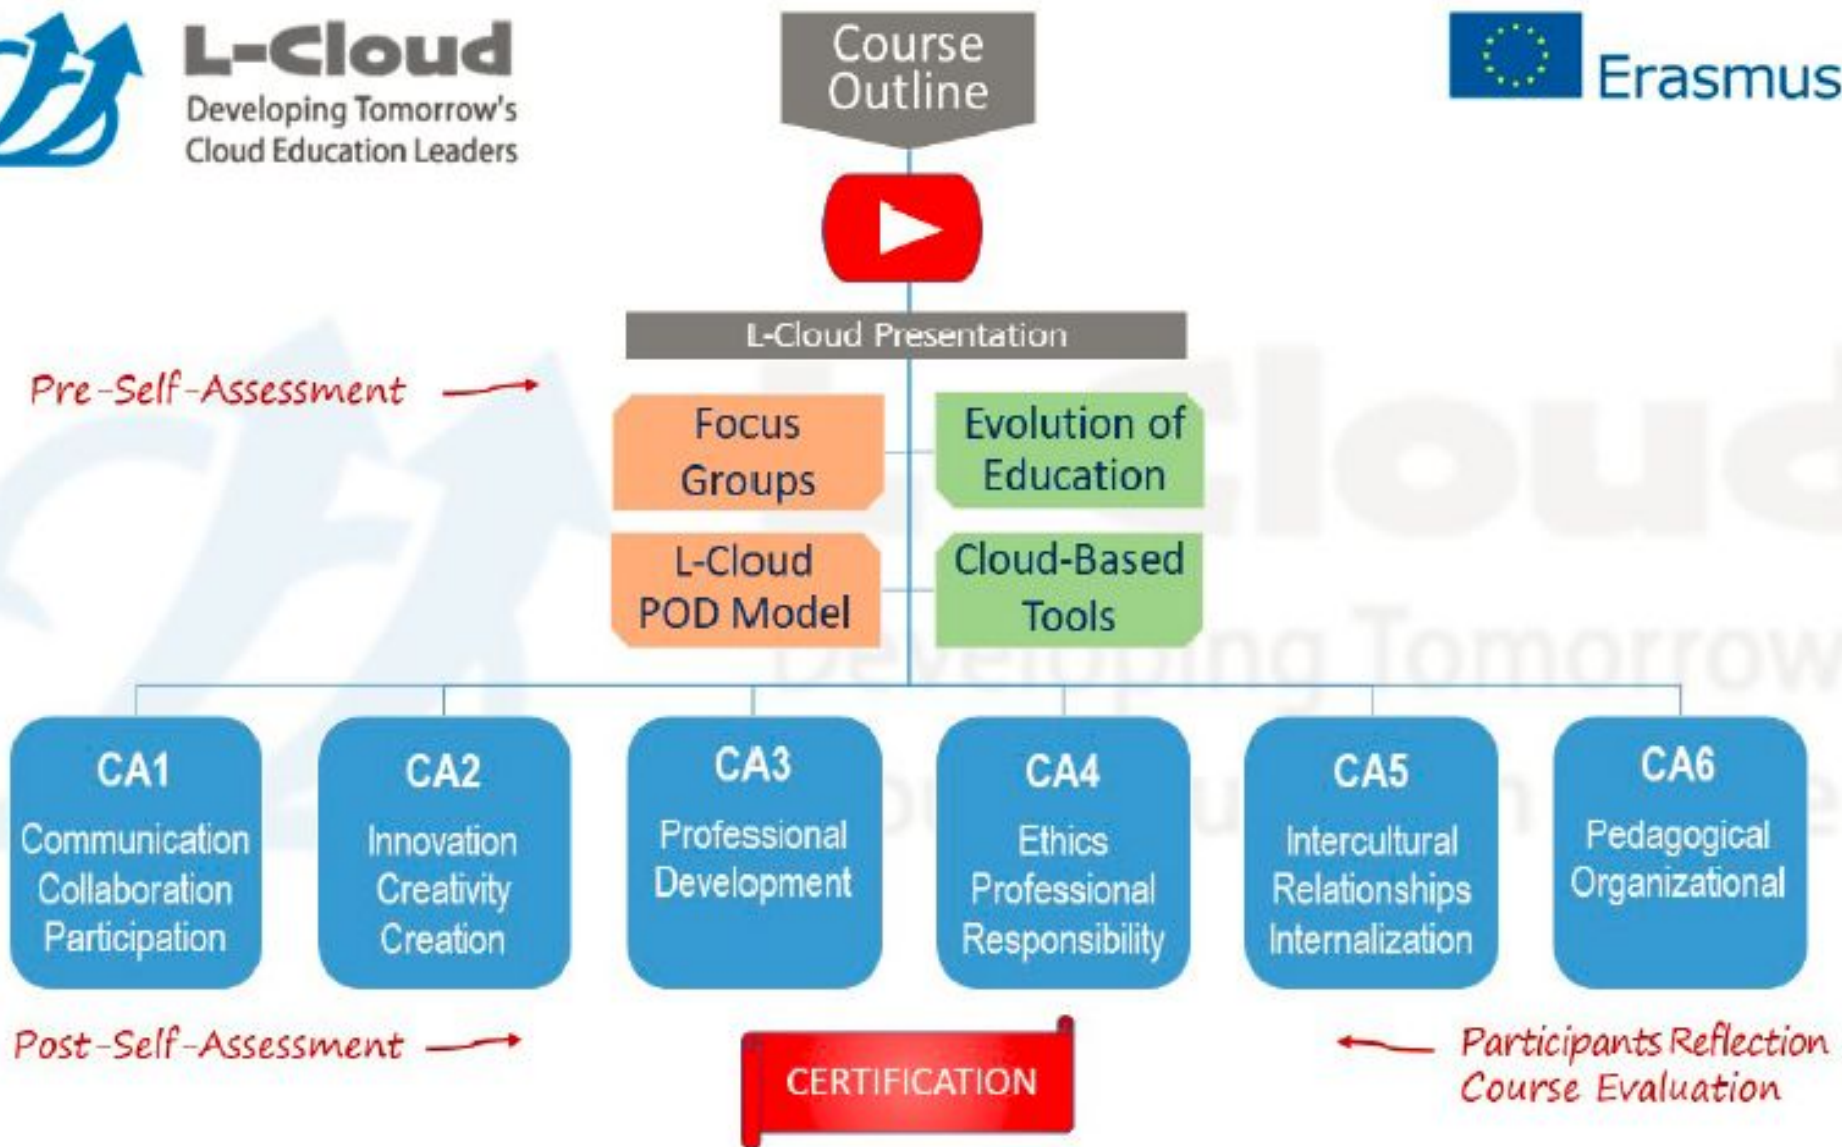 L-Cloud
Developing Tomorrow's
Cloud Education Leaders
Course
Outline
Erasmus
L-Cloud Presentation
Pre-Self-Assessment
Focus
Groups
Evolution of
Education
L-Cloud
POD Model
Cloud-Based
Tools
CA1
Communication
Collaboration
Participation
CA2
Innovation
Creativity
Creation
CA3
Professional
Development
CA4
Ethics
Professional
Responsibility
CA5
Intercultural
Relationships
Internalization
CA6
Pedagogical
Organizational
Post-Self-Assessment
CERTIFICATION
Participants Reflection
Course Evaluation